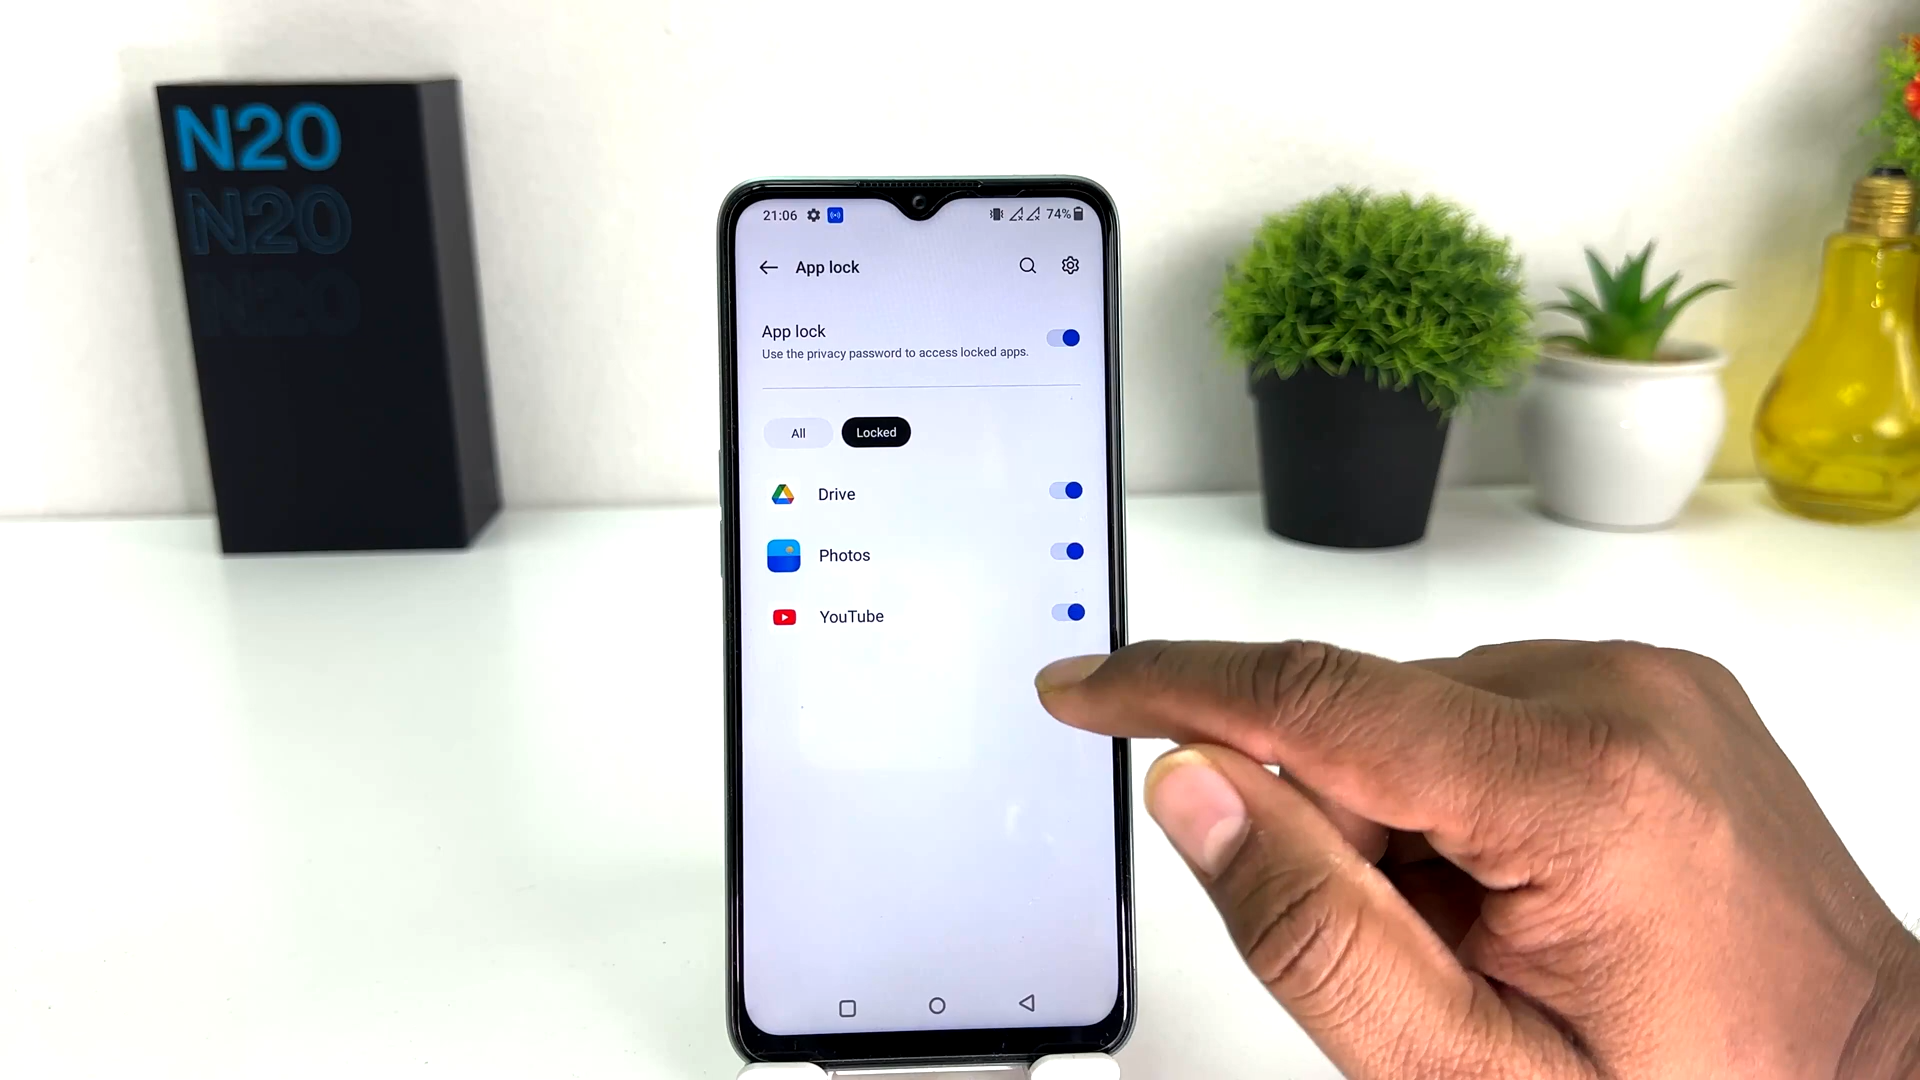 N20
N20
N20
21:06
74%
App lock
App lock
Use the privacy password to access locked apps.
All
Locked
Drive
Photos
YouTube